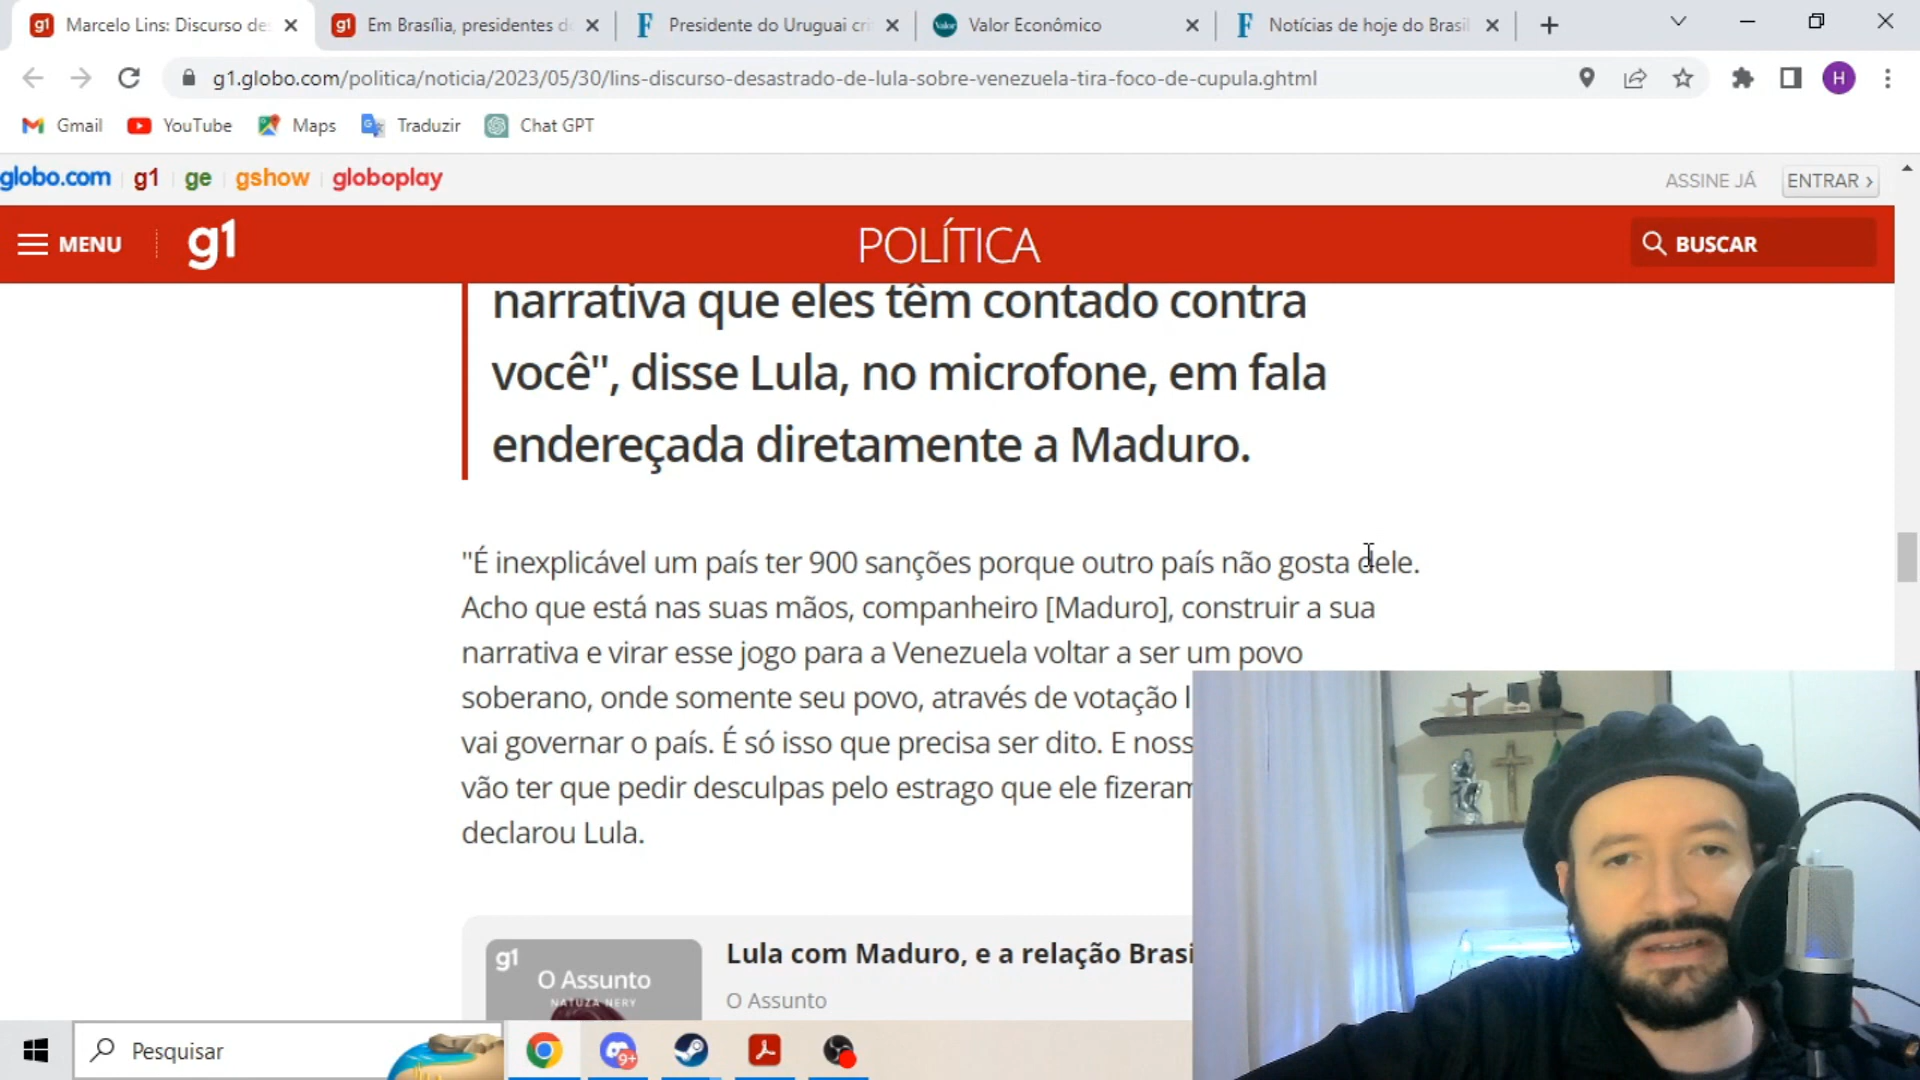 Marcelo Lins: Discurso de
Em Brasília, presidentes d
Presidente do Uruguai cri
Valor Econômico
Notícias de hoje do Brasil
g1.globo.com/politica/noticia/2023/05/30/lins-discurso-desastrado-de-lula-sobre-venezuela-tira-foco-de-cupula.ghtml
H
Gmail
YouTube
Maps
Traduzir
Chat GPT
globo.com
g1
ge
gshow
globoplay
ASSINE JÁ
ENTRAR ›
MENU
g1
POLÍTICA
BUSCAR
narrativa que eles têm contado contra
você", disse Lula, no microfone, em fala
endereçada diretamente a Maduro.
"É inexplicável um país ter 900 sanções porque outro país não gosta dele.
Acho que está nas suas mãos, companheiro [Maduro], construir a sua
narrativa e virar esse jogo para a Venezuela voltar a ser um povo
soberano, onde somente seu povo, através de votação l
vai governar o país. É só isso que precisa ser dito. E noss
vão ter que pedir desculpas pelo estrago que ele fizeram
declarou Lula.
g1
O Assunto
NATUZA NERY
Lula com Maduro, e a relação Brasi
O Assunto
Pesquisar
9+